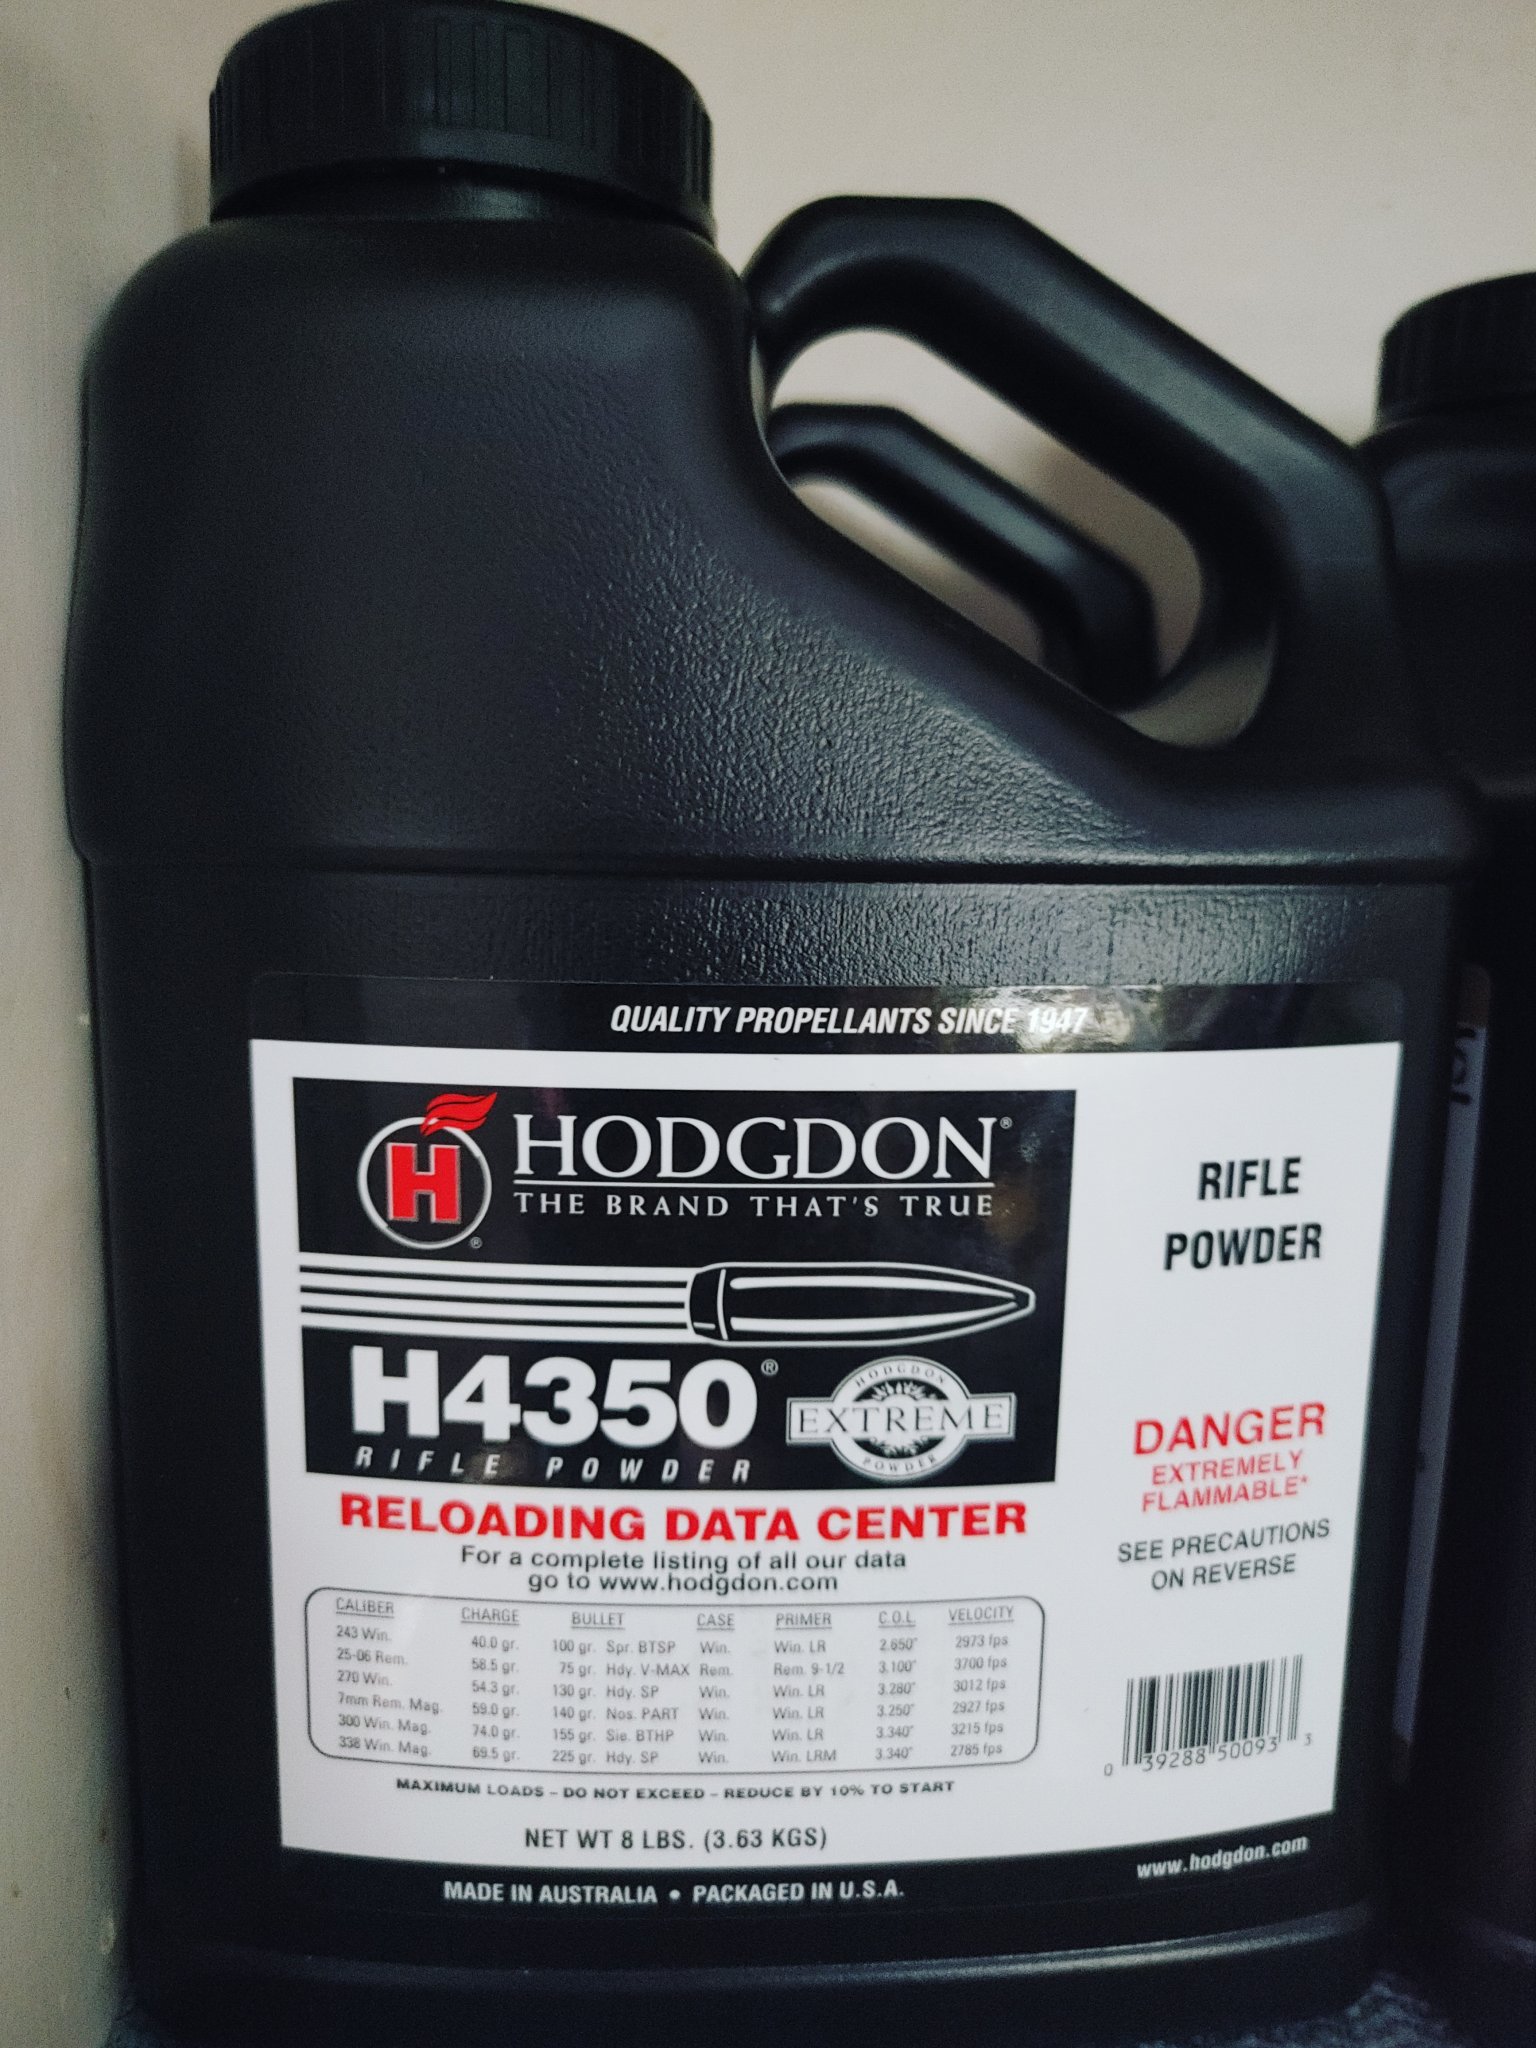 QUALITY PROPELLANTS SINCE 1947
H HODGDON®
THE BRAND THAT'S TRUE
®
H4350®
RIFLE POWDER
HODGDON
EXTREME
POWDER
RELOADING DATA CENTER
For a complete listing of all our data
go to www.hodgdon.com
CALIBER CHARGE BULLET CASE PRIMER C.O.L. VELOCITY
243 Win. 40.0 gr. 100 gr. Spr. BTSP Win. Win. LR 2.650" 2973 fps
25-06 Rem. 58.5 gr. 75 gr. Hdy. V-MAX Rem. Rem. 9-1/2 3.100" 3700 fps
270 Win. 54.3 gr. 130 gr. Hdy. SP Win. Win. LR 3.280" 3012 fps
7mm Rem. Mag. 59.0 gr. 140 gr. Nos. PART Win. Win. LR 3.250" 2927 fps
300 Win. Mag. 74.0 gr. 155 gr. Sie. BTHP Win. Win. LR 3.340" 3215 fps
338 Win. Mag. 69.5 gr. 225 gr. Hdy. SP Win. Win. LRM 3.340" 2785 fps
MAXIMUM LOADS – DO NOT EXCEED – REDUCE BY 10% TO START
NET WT 8 LBS. (3.63 KGS)
MADE IN AUSTRALIA • PACKAGED IN U.S.A.
RIFLE
POWDER
DANGER
EXTREMELY
FLAMMABLE*
SEE PRECAUTIONS
ON REVERSE
0 39288 50093 3
www.hodgdon.com